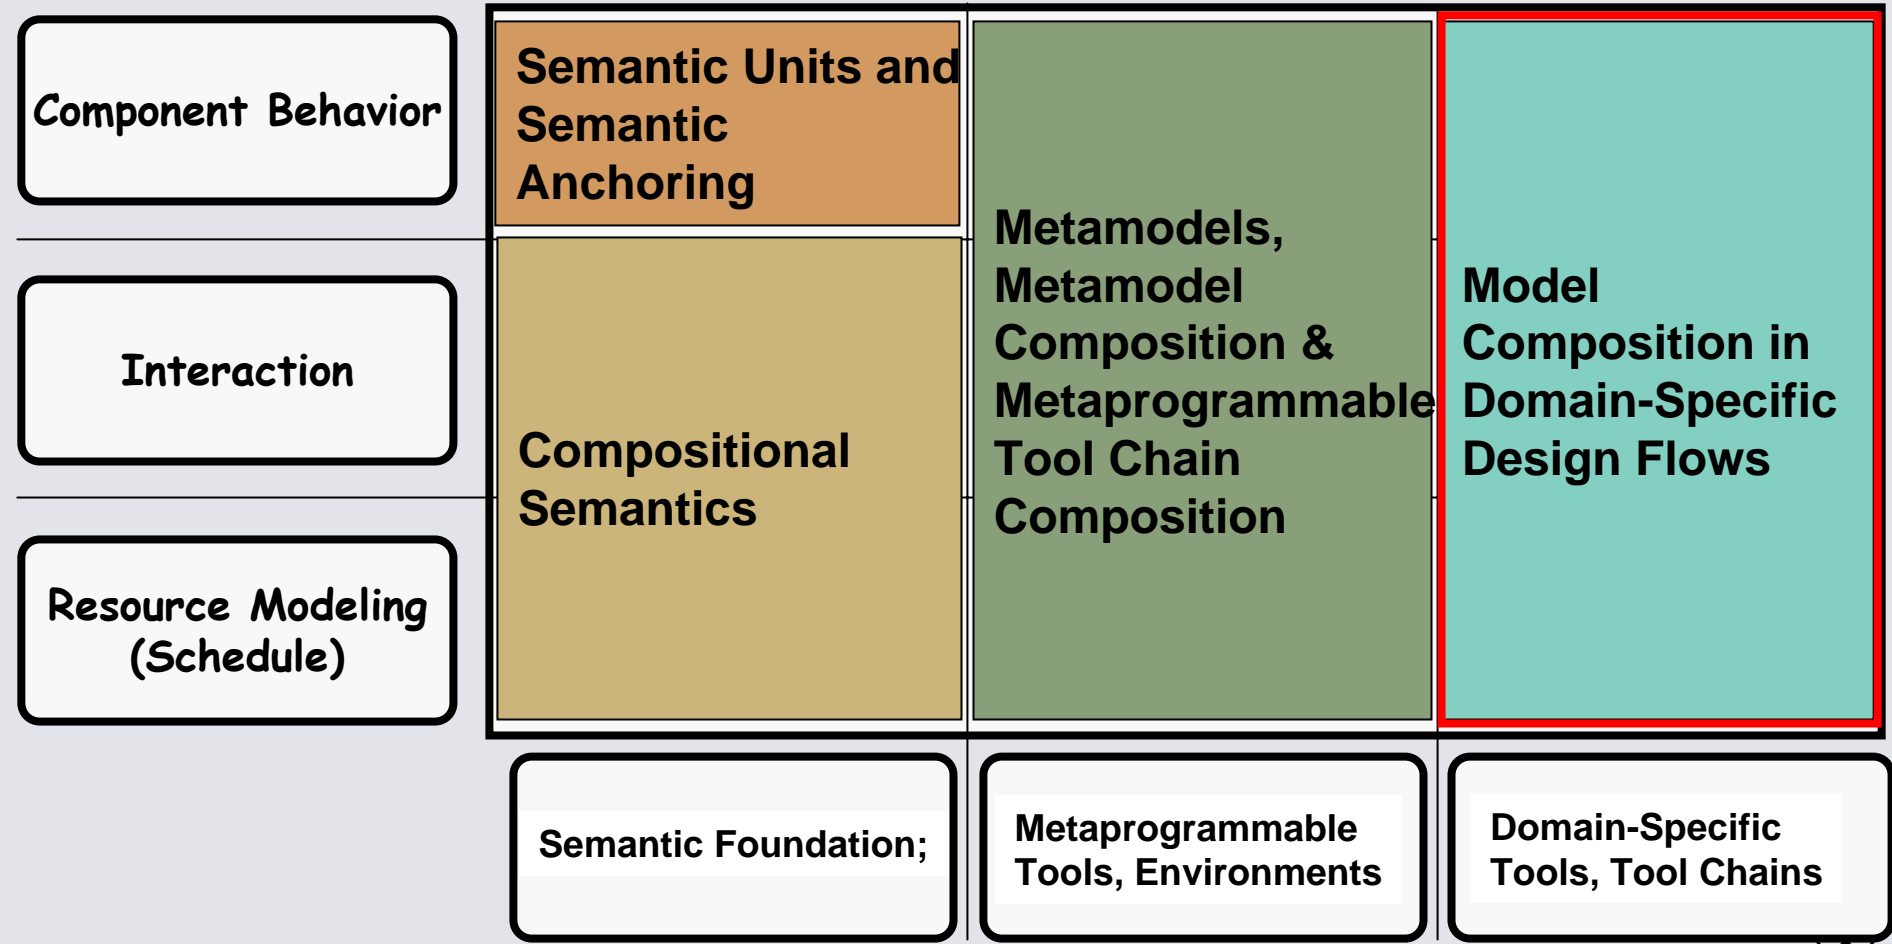 Component Behavior
Semantic Units and
Semantic
Anchoring
Interaction
Compositional
Semantics
Metamodels,
Metamodel
Composition &
Metaprogrammable
Tool Chain
Composition
Model
Composition in
Domain-Specific
Design Flows
Resource Modeling
(Schedule)
Semantic Foundation;
Metaprogrammable
Tools, Environments
Domain-Specific
Tools, Tool Chains